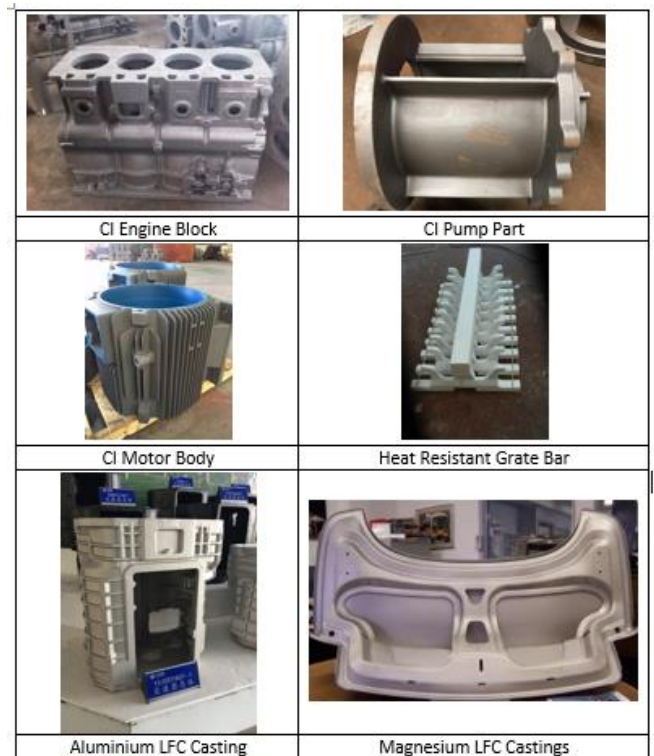 CI Engine Block
CI Pump Part
CI Motor Body
Heat Resistant Grate Bar
Aluminium LFC Casting
Magnesium LFC Castings